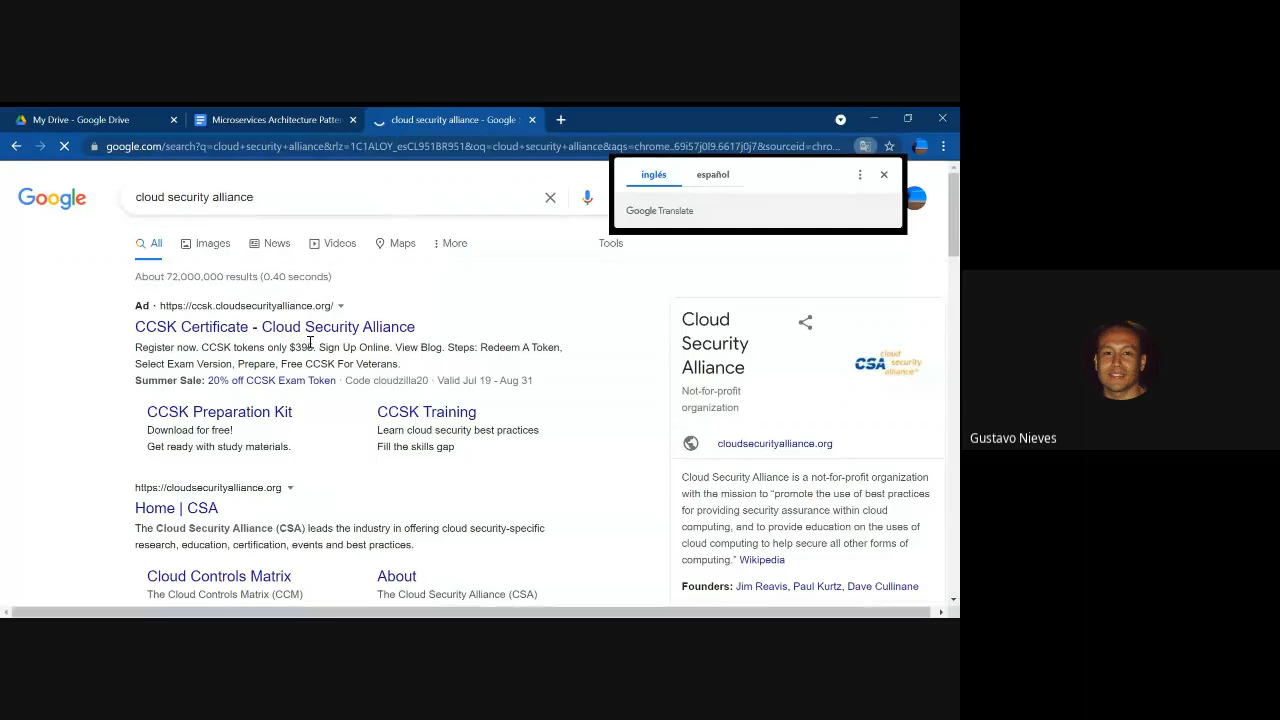 My Drive - Google Drive
Microservices Architecture Patter
cloud security alliance - Google S
google.com/search?q=cloud+security+alliance&rlz=1C1ALOY_esCL951BR951&oq=cloud+security+alliance&aqs=chrome..69i57j0l9.6617j0j7&sourceid=chro...
inglés
español
Google Translate
Google
cloud security alliance
All
Images
News
Videos
Maps
More
Tools
About 72,000,000 results (0.40 seconds)
Ad · https://ccsk.cloudsecurityalliance.org/
CCSK Certificate - Cloud Security Alliance
Register now. CCSK tokens only $395. Sign Up Online. View Blog. Steps: Redeem A Token,
Select Exam Version, Prepare, Free CCSK For Veterans.
Summer Sale: 20% off CCSK Exam Token · Code cloudzilla20 · Valid Jul 19 - Aug 31
CCSK Preparation Kit
Download for free!
Get ready with study materials.
CCSK Training
Learn cloud security best practices
Fill the skills gap
https://cloudsecurityalliance.org
Home | CSA
The Cloud Security Alliance (CSA) leads the industry in offering cloud security-specific
research, education, certification, events and best practices.
Cloud Controls Matrix
The Cloud Controls Matrix (CCM)
About
The Cloud Security Alliance (CSA)
Cloud
Security
Alliance
Not-for-profit
organization
CSA cloud
security
alliance
cloudsecurityalliance.org
Cloud Security Alliance is a not-for-profit organization
with the mission to “promote the use of best practices
for providing security assurance within cloud
computing, and to provide education on the uses of
cloud computing to help secure all other forms of
computing.” Wikipedia
Founders: Jim Reavis, Paul Kurtz, Dave Cullinane
Gustavo Nieves